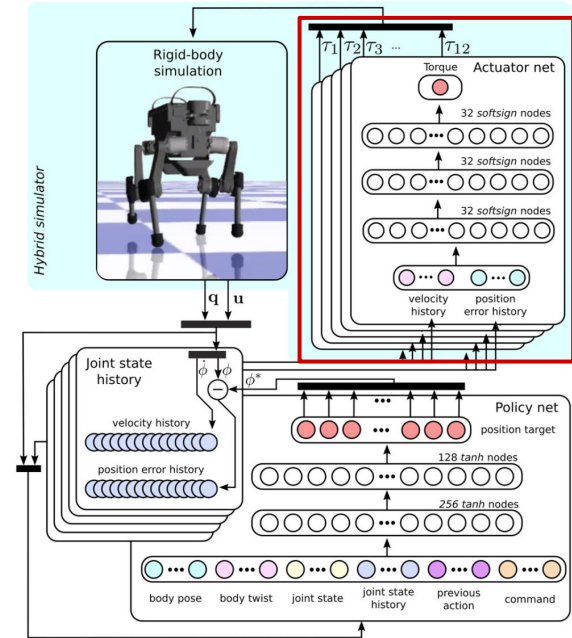 Rigid-body
simulation
Hybrid simulator
τ₁ τ₂ τ₃ ... τ₁₂
Actuator net
Torque
32 softsign nodes
32 softsign nodes
32 softsign nodes
velocity
history
position
error history
q u
Joint state
history
ϕ̇ ϕ
−
ϕ*
velocity history
position error history
Policy net
position target
128 tanh nodes
256 tanh nodes
body pose
body twist
joint state
joint state
history
previous
action
command